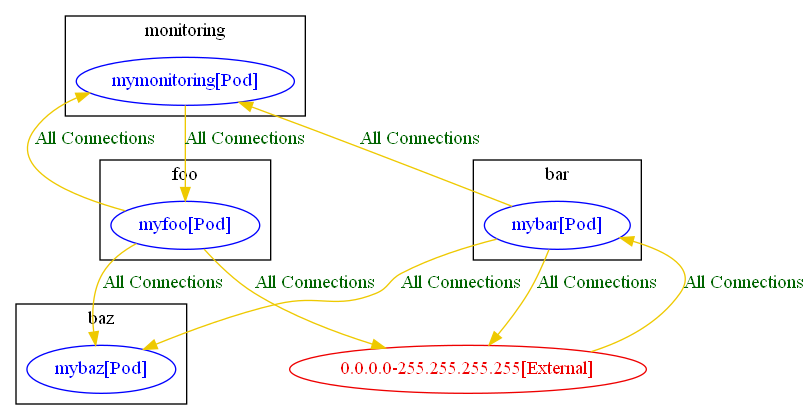 monitoring
mymonitoring[Pod]
All Connections
All Connections
All Connections
foo
bar
myfoo[Pod]
mybar[Pod]
All Connections
All Connections
All Connections
All Connections
All Connections
baz
mybaz[Pod]
0.0.0.0-255.255.255.255[External]